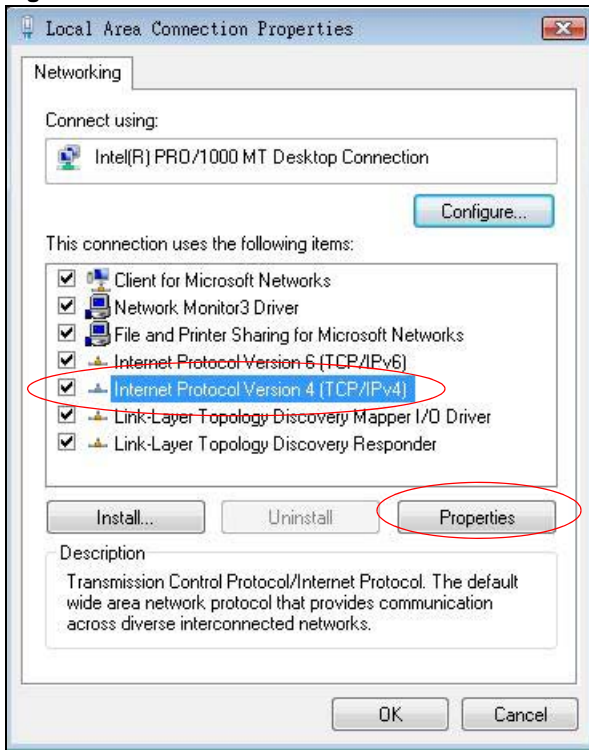 Local Area Connection Properties
Networking
Connect using:
Intel(R) PRO/1000 MT Desktop Connection
Configure...
This connection uses the following items:
Client for Microsoft Networks
Network Monitor3 Driver
File and Printer Sharing for Microsoft Networks
Internet Protocol Version 6 (TCP/IPv6)
Internet Protocol Version 4 (TCP/IPv4)
Link-Layer Topology Discovery Mapper I/O Driver
Link-Layer Topology Discovery Responder
Install... Uninstall Properties
Description
Transmission Control Protocol/Internet Protocol. The default
wide area network protocol that provides communication
across diverse interconnected networks.
OK Cancel